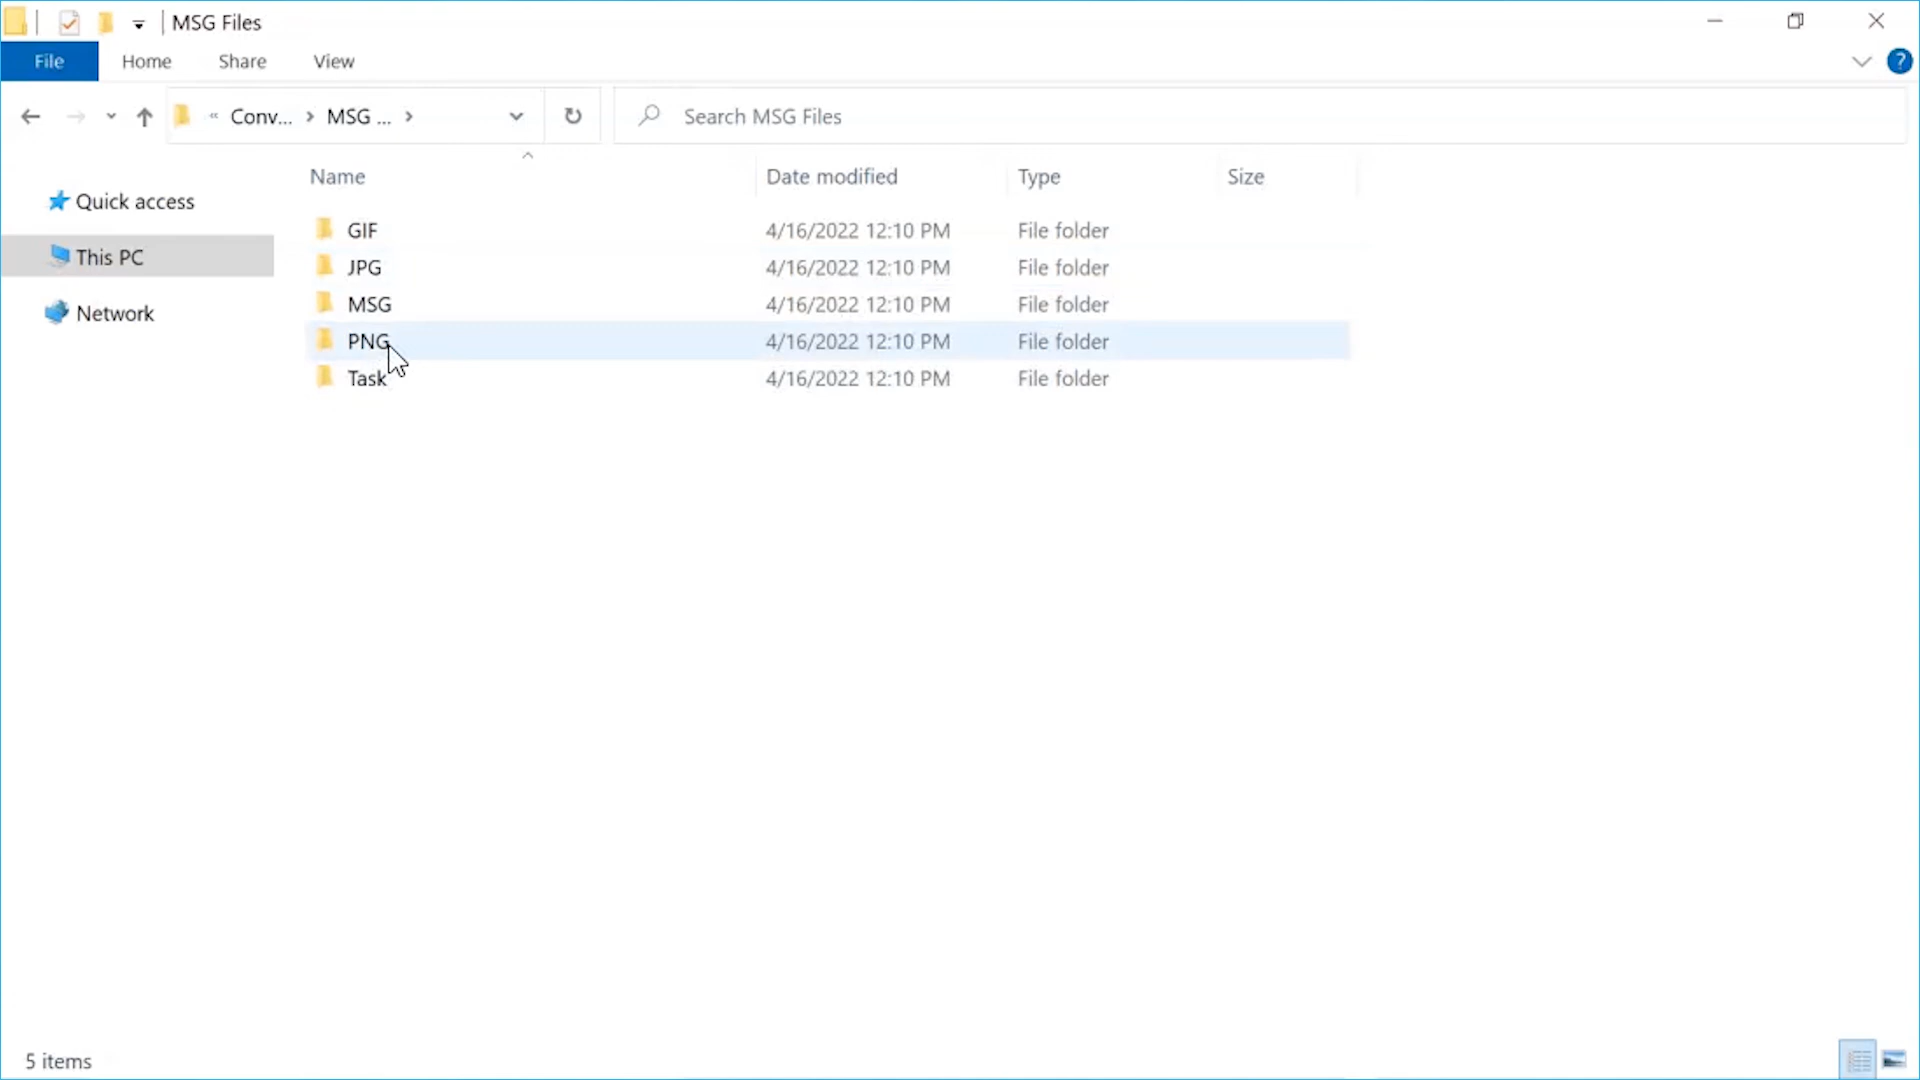 MSG Files
File Home Share View
?
« Conv... > MSG ... > Search MSG Files
Name Date modified Type Size
Quick access
This PC
Network
GIF 4/16/2022 12:10 PM File folder
JPG 4/16/2022 12:10 PM File folder
MSG 4/16/2022 12:10 PM File folder
PNG 4/16/2022 12:10 PM File folder
Task 4/16/2022 12:10 PM File folder
5 items